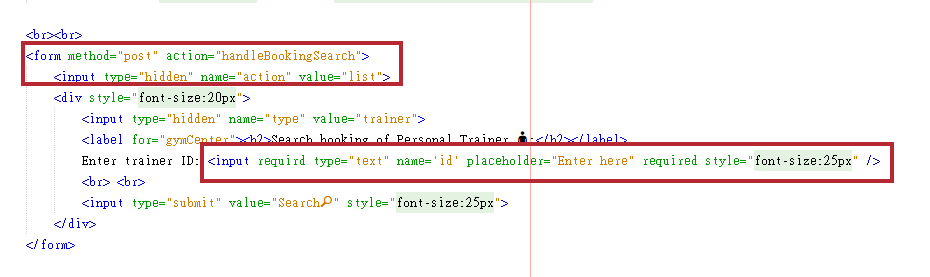 <br><br>
<form method="post" action="handleBookingSearch">
<input type="hidden" name="action" value="list">
<div style="font-size:20px">
<input type="hidden" name="type" value="trainer">
<label for="gymCenter"><h2>Search booking of Personal Trainer :</h2></label>
Enter trainer ID: <input requird type="text" name='id' placeholder="Enter here" required style="font-size:25px" />
<br> <br>
<input type="submit" value="Search🔎" style="font-size:25px">
</div>
</form>